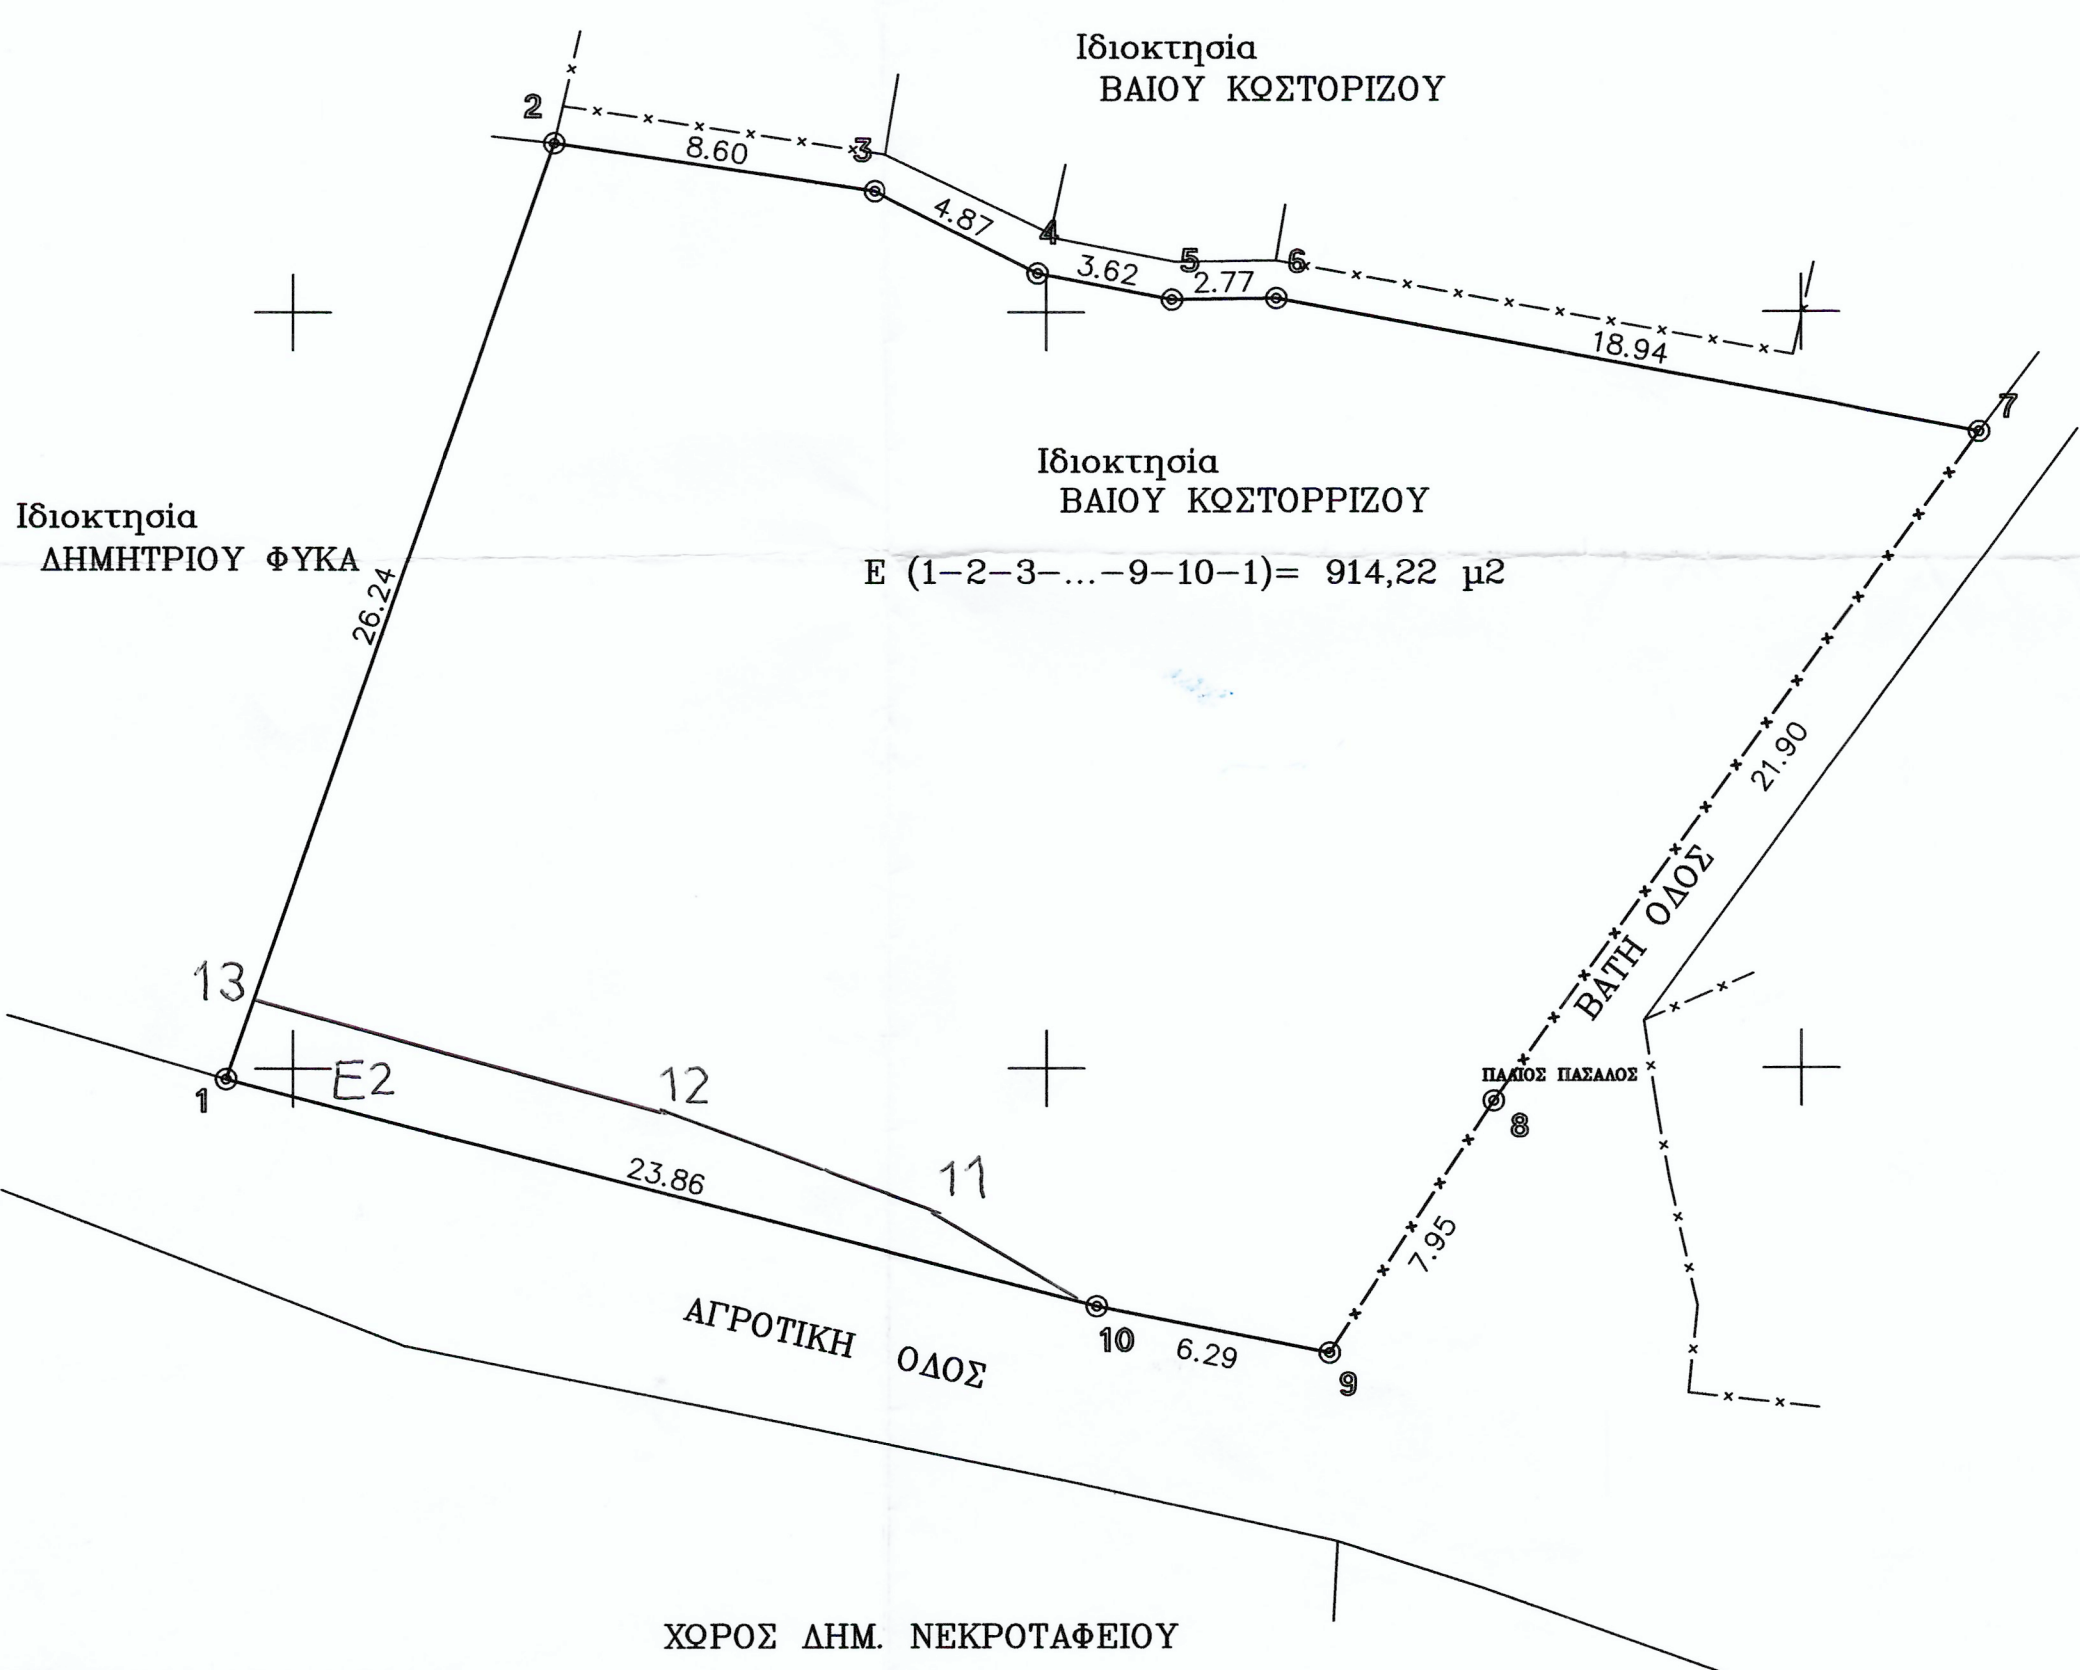 Ιδιοκτησία
ΒΑΙΟΥ ΚΩΣΤΟΡΙΖΟΥ
2
3
8.60
4.87
4
3.62
5
2.77
6
18.94
7
Ιδιοκτησία
ΒΑΙΟΥ ΚΩΣΤΟΡΡΙΖΟΥ
Ε (1-2-3-...-9-10-1)= 914,22 μ2
Ιδιοκτησία
ΔΗΜΗΤΡΙΟΥ ΦΥΚΑ
26.24
21.90
ΒΑΤΗ ΟΔΟΣ
13
E2
12
1
ΠΑΛΙΟΣ ΠΑΣΑΛΟΣ
8
11
23.86
7.95
10
6.29
9
ΑΓΡΟΤΙΚΗ ΟΔΟΣ
ΧΩΡΟΣ ΔΗΜ. ΝΕΚΡΟΤΑΦΕΙΟΥ